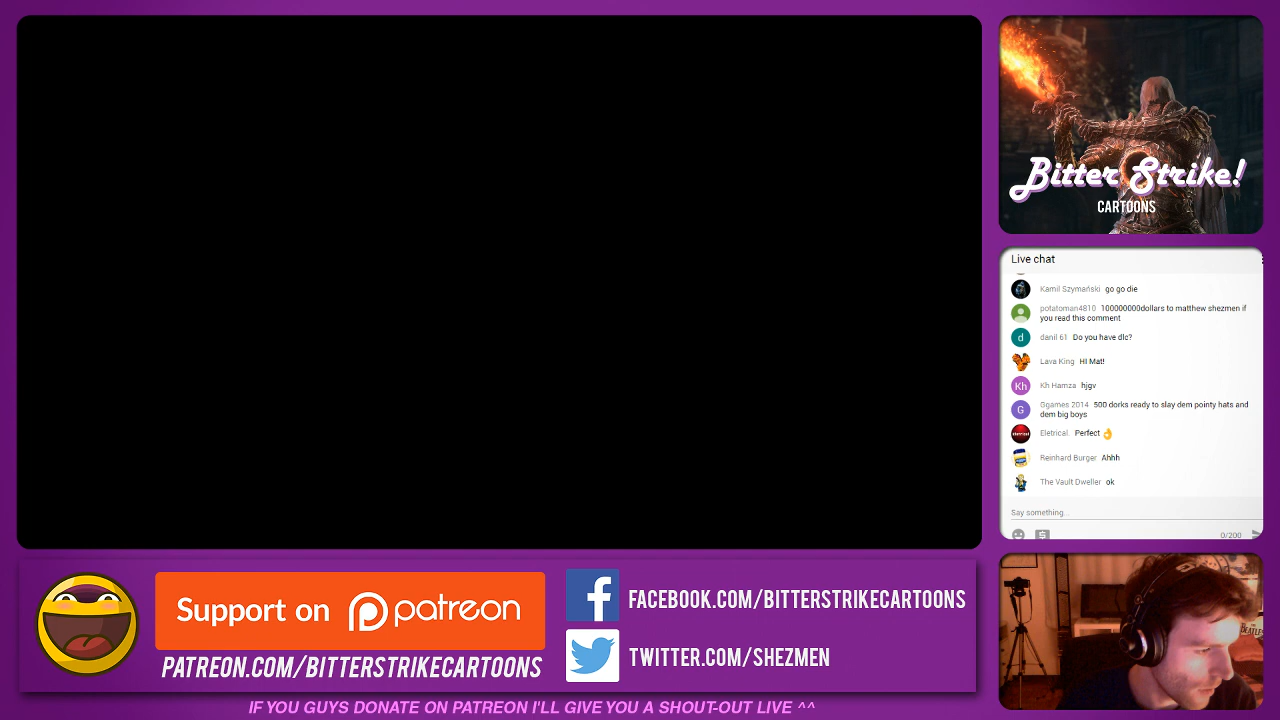 Bitter Strike!
CARTOONS
Live chat
Kamil Szymański go go die
potatoman4810 100000000dollars to matthew shezmen if
you read this comment
danil 61 Do you have dlc?
Lava King HI Mat!
Kh Hamza hjgv
Kh
Ggames 2014 500 dorks ready to slay dem pointy hats and
dem big boys
G
d
Eletrical. Perfect 👌
Reinhard Burger Ahhh
The Vault Dweller ok
Say something...
0/200
Support on patreon
PATREON.COM/BITTERSTRIKECARTOONS
FACEBOOK.COM/BITTERSTRIKECARTOONS
TWITTER.COM/SHEZMEN
THE
BEATLES
IF YOU GUYS DONATE ON PATREON I'LL GIVE YOU A SHOUT-OUT LIVE ^^